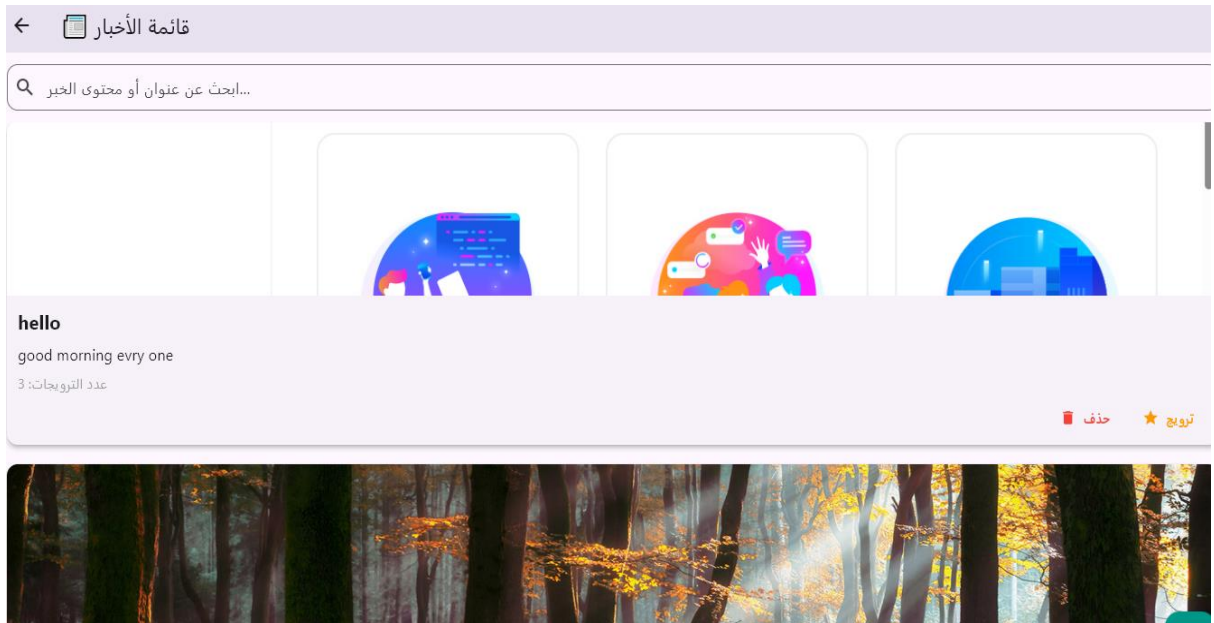 قائمة الأخبار
ابحث عن عنوان أو محتوى الخبر...
hello
good morning evry one
عدد الترويجات: 3
ترويج
حذف